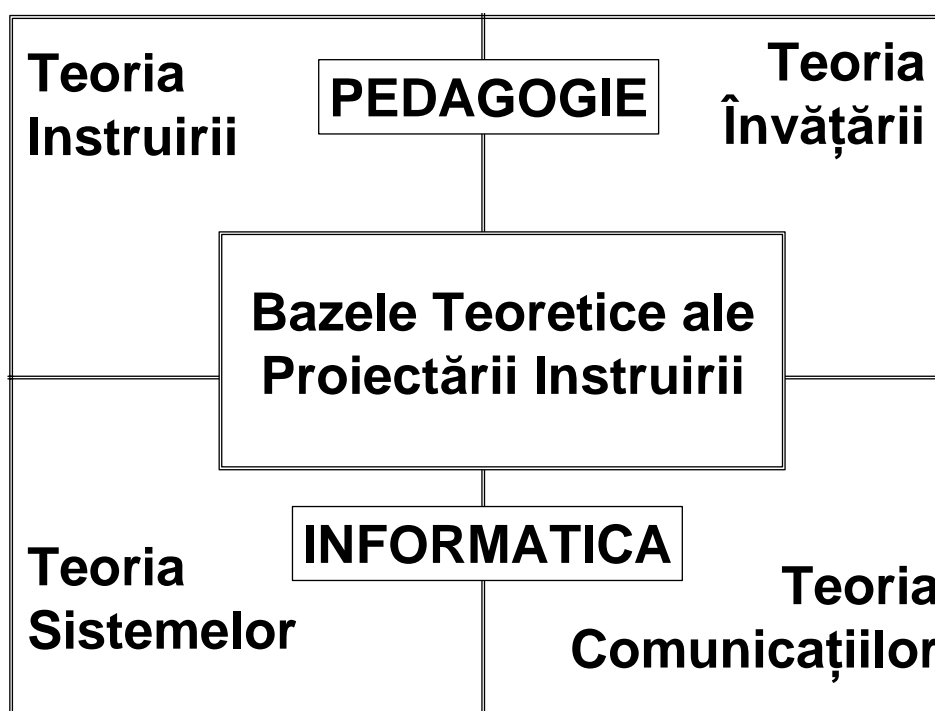 Teoria
Instruirii
PEDAGOGIE
Teoria
Învățării
Bazele Teoretice ale
Proiectării Instruirii
INFORMATICA
Teoria
Sistemelor
Teoria
Comunicațiilor